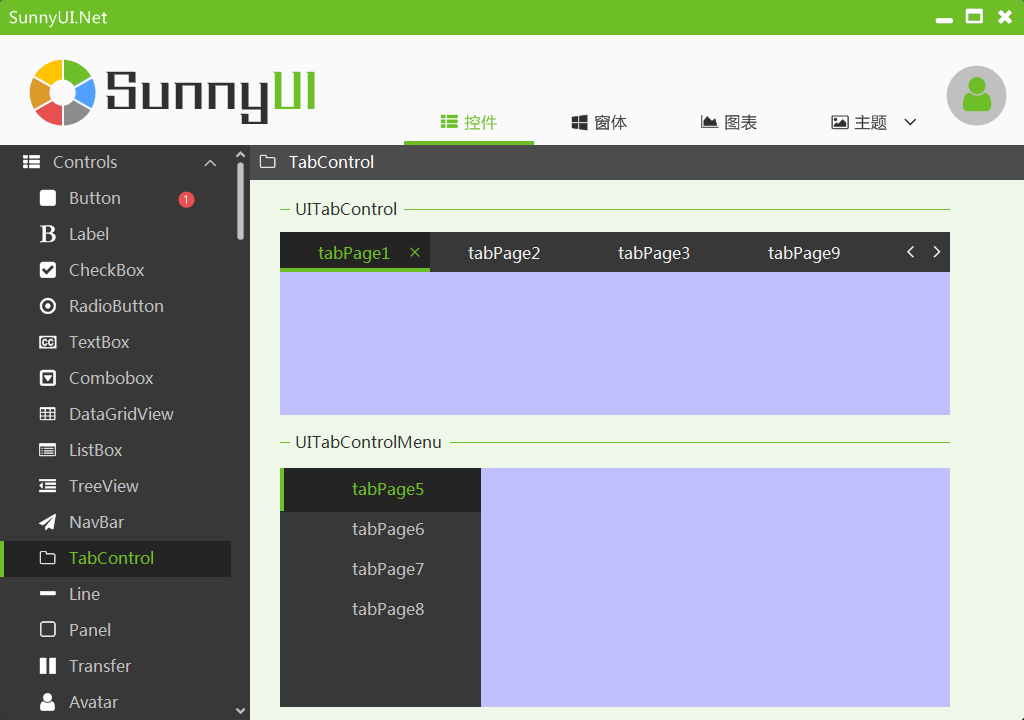 SunnyUI.Net
SunnyUI
控件 窗体 图表 主题
Controls
Button 1
Label
CheckBox
RadioButton
TextBox
Combobox
DataGridView
ListBox
TreeView
NavBar
TabControl
Line
Panel
Transfer
Avatar
TabControl
UITabControl
tabPage1 tabPage2 tabPage3 tabPage9
UITabControlMenu
tabPage5
tabPage6
tabPage7
tabPage8